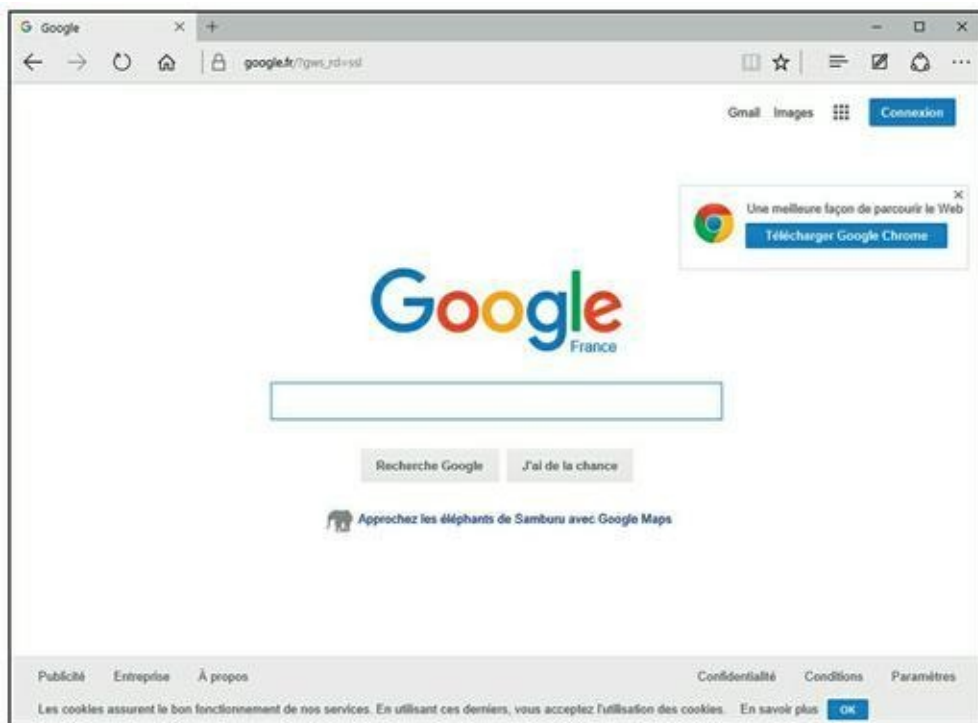 Google
google.fr/?gws_rd=ssl
Gmail Images Connexion
Une meilleure façon de parcourir le Web
Télécharger Google Chrome
Google
France
Recherche Google J'ai de la chance
Approchez les éléphants de Samburu avec Google Maps
Publicité Entreprise À propos Confidentialité Conditions Paramètres
Les cookies assurent le bon fonctionnement de nos services. En utilisant ces derniers, vous acceptez l'utilisation des cookies. En savoir plus OK